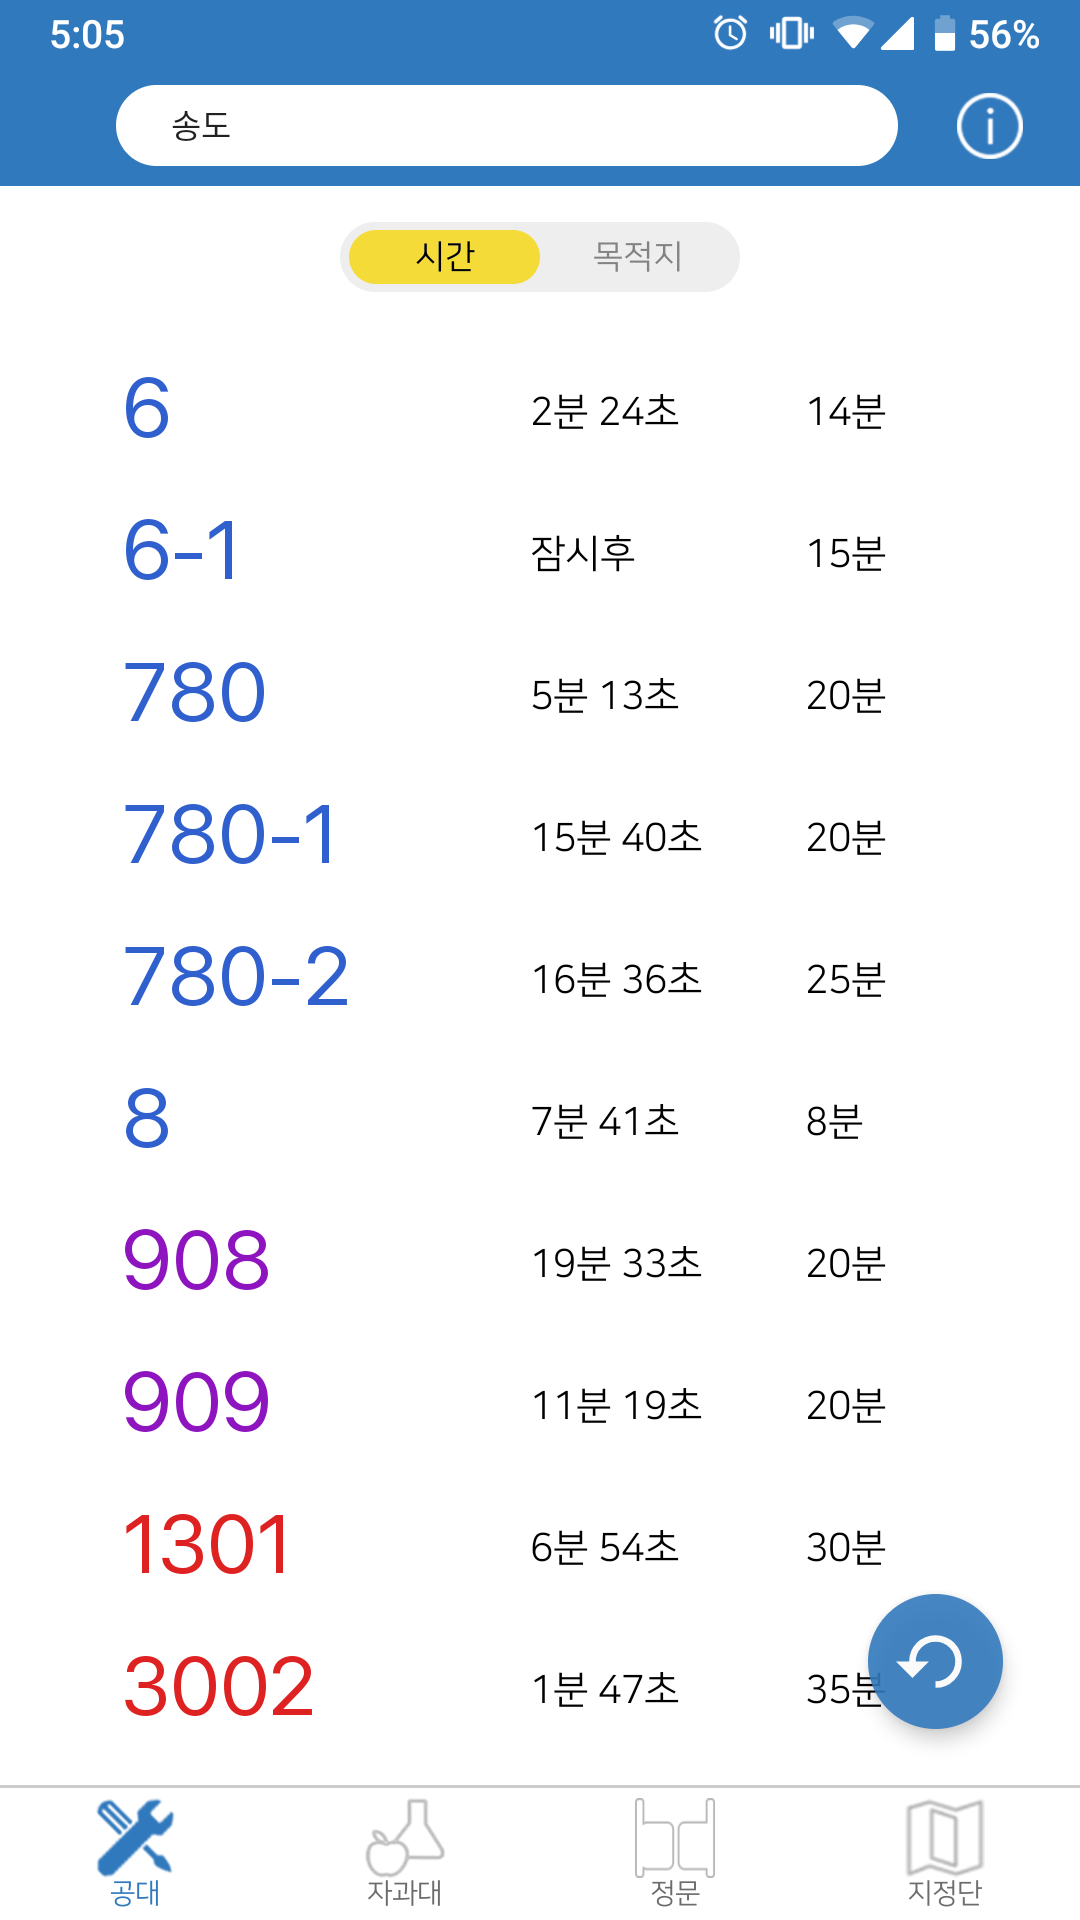 5:05 56%
송도
시간 목적지
6 2분 24초 14분
6-1 잠시후 15분
780 5분 13초 20분
780-1 15분 40초 20분
780-2 16분 36초 25분
8 7분 41초 8분
908 19분 33초 20분
909 11분 19초 20분
1301 6분 54초 30분
3002 1분 47초 35분
공대 자과대 정문 지정단